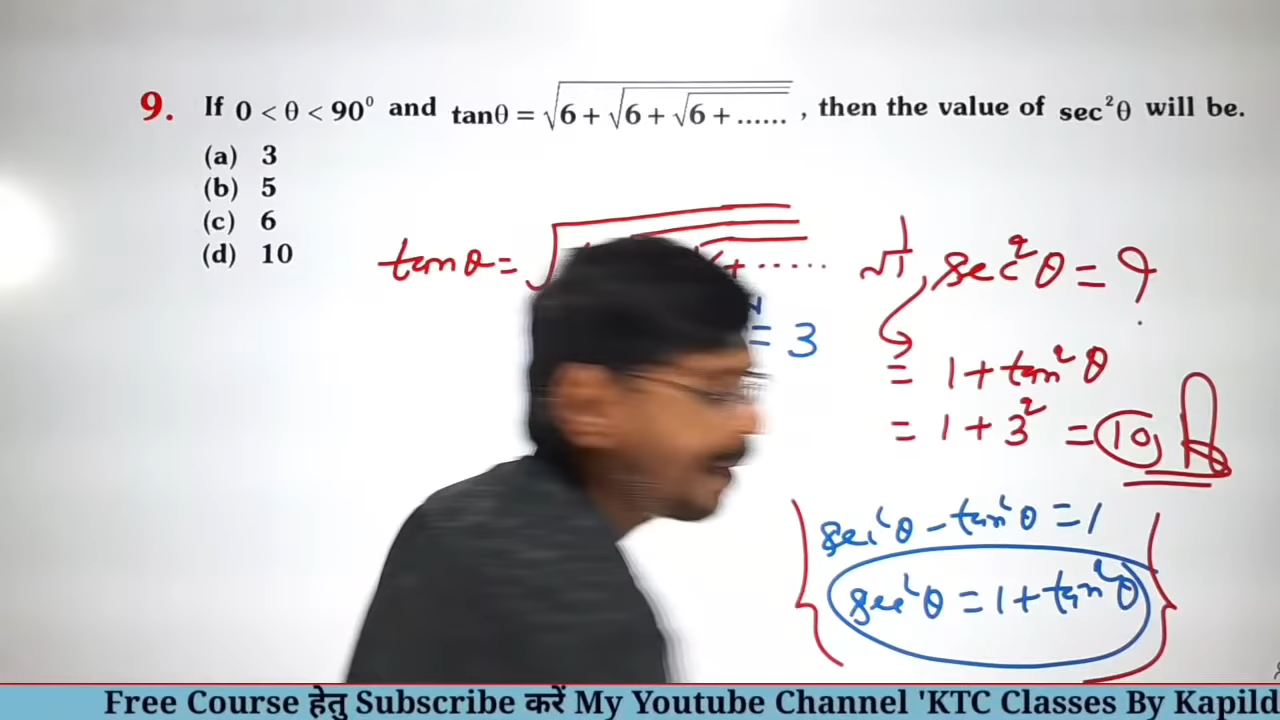 9. If 0 < θ < 90⁰ and tanθ = √6 + √6 + √6 + ...... , then the value of sec²θ will be.
(a) 3
(b) 5
(c) 6
(d) 10
tanθ = √ + ......
= 3
sec²θ = ?
= 1 + tan²θ
= 1 + 3² = 10
sec²θ - tan²θ = 1
sec²θ = 1 + tan²θ
Free Course हेतु Subscribe करें My Youtube Channel 'KTC Classes By Kapild